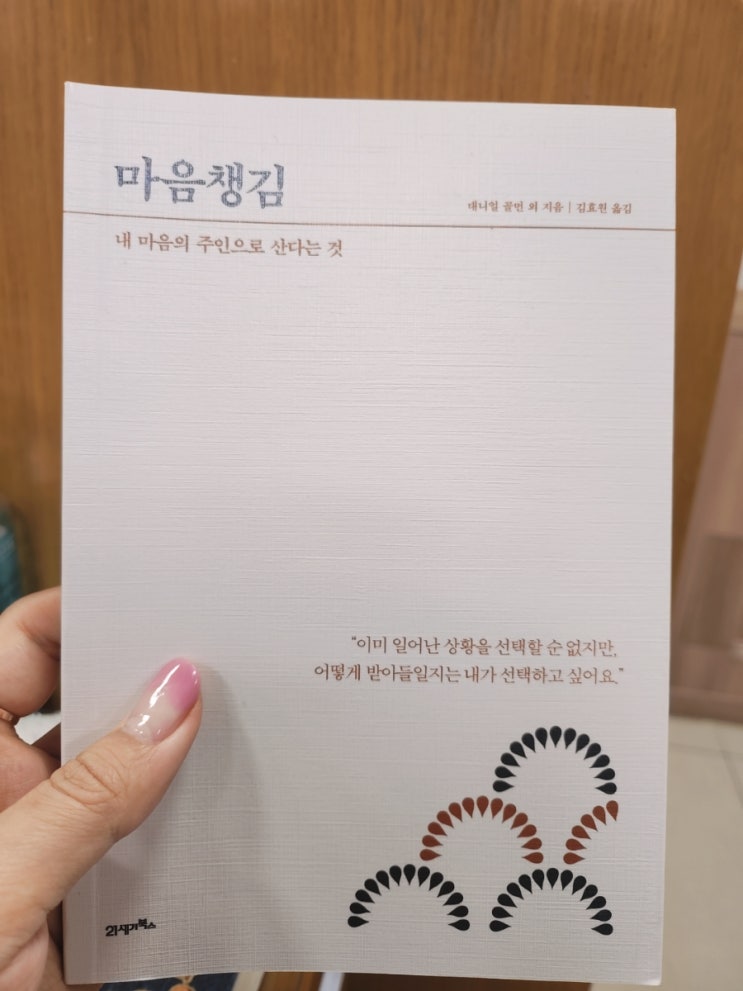 마음챙김
대니얼 골먼 외 지음 | 김효원 옮김
내 마음의 주인으로 산다는 것
“이미 일어난 상황을 선택할 순 없지만,
어떻게 받아들일지는 내가 선택하고 싶어요.”
21세기북스